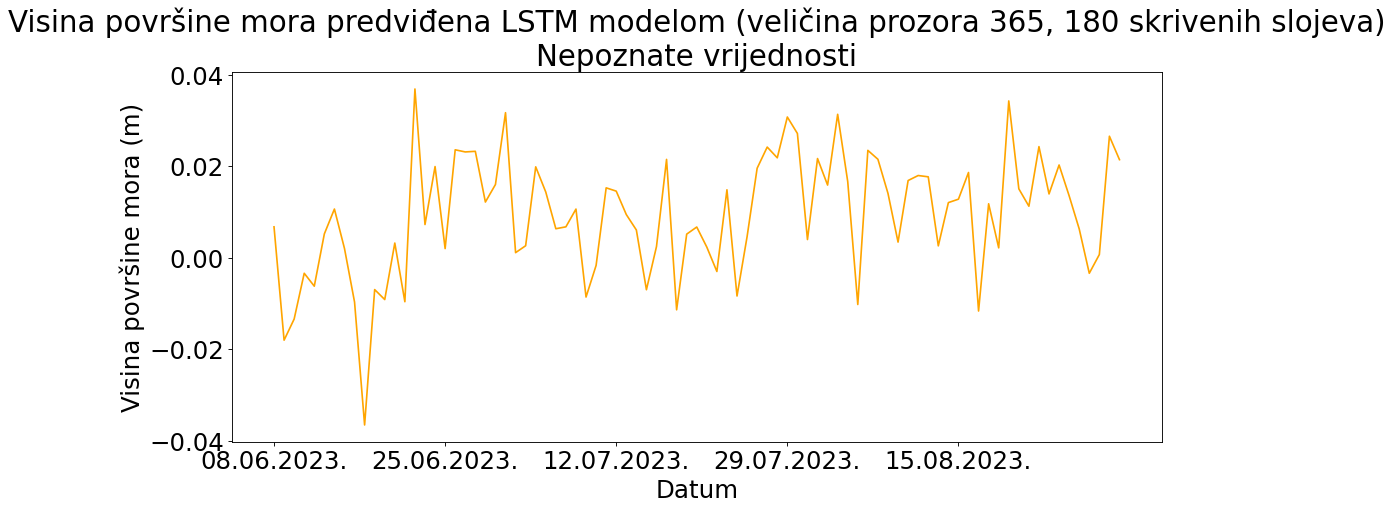 Visina površine mora predviđena LSTM modelom (veličina prozora 365, 180 skrivenih slojeva)
Nepoznate vrijednosti
Visina površine mora (m)
0.04
0.02
0.00
−0.02
−0.04
08.06.2023. 25.06.2023. 12.07.2023. 29.07.2023. 15.08.2023.
Datum